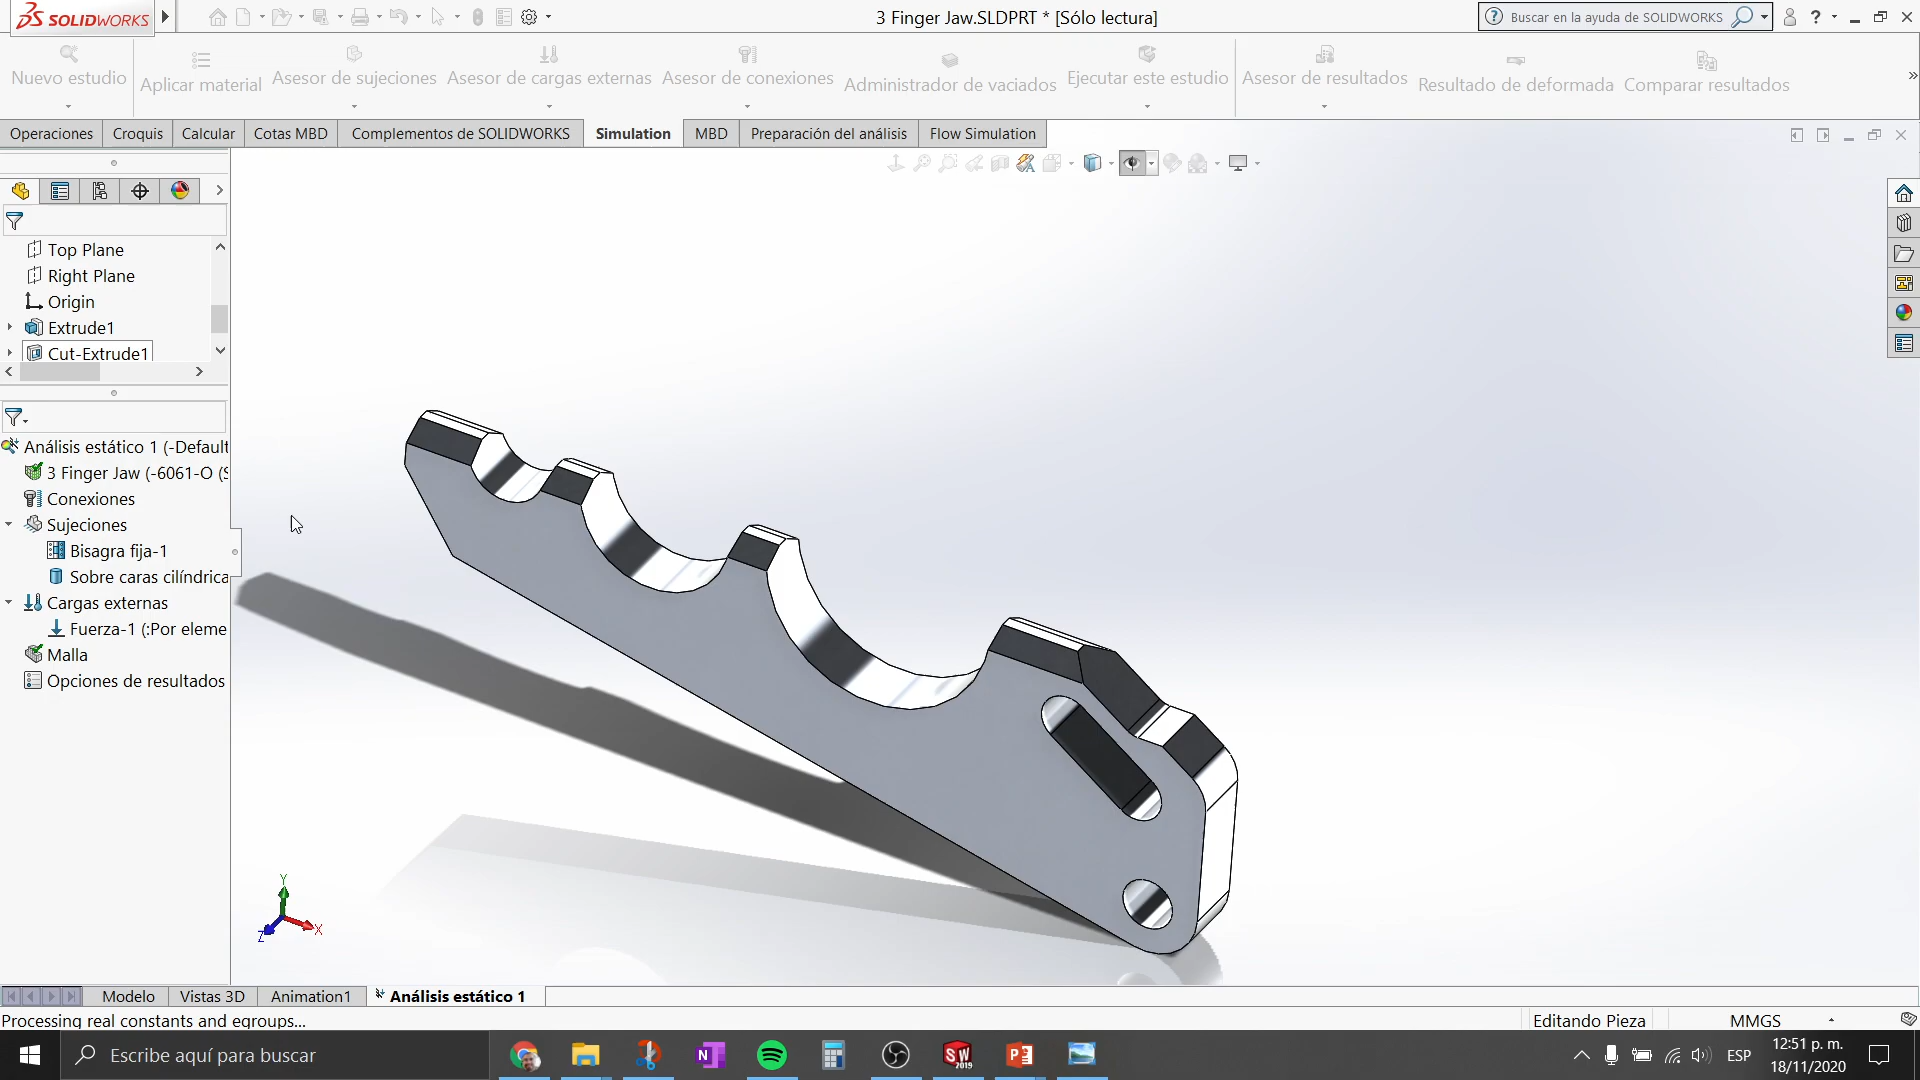 SOLIDWORKS
3 Finger Jaw.SLDPRT * [Sólo lectura]
Buscar en la ayuda de SOLIDWORKS
Nuevo estudio
Aplicar material
Asesor de sujeciones
Asesor de cargas externas
Asesor de conexiones
Administrador de vaciados
Ejecutar este estudio
Asesor de resultados
Resultado de deformada
Comparar resultados
Operaciones
Croquis
Calcular
Cotas MBD
Complementos de SOLIDWORKS
Simulation
MBD
Preparación del análisis
Flow Simulation
Top Plane
Right Plane
Origin
Extrude1
Cut-Extrude1
Análisis estático 1 (-Default
3 Finger Jaw (-6061-O (S
Conexiones
Sujeciones
Bisagra fija-1
Sobre caras cilíndrica
Cargas externas
Fuerza-1 (:Por eleme
Malla
Opciones de resultados
Y
X
Z
Modelo
Vistas 3D
Animation1
Análisis estático 1
Processing real constants and egroups...
Editando Pieza
MMGS
Escribe aquí para buscar
N
SW
2019
P
ESP
12:51 p. m.
18/11/2020